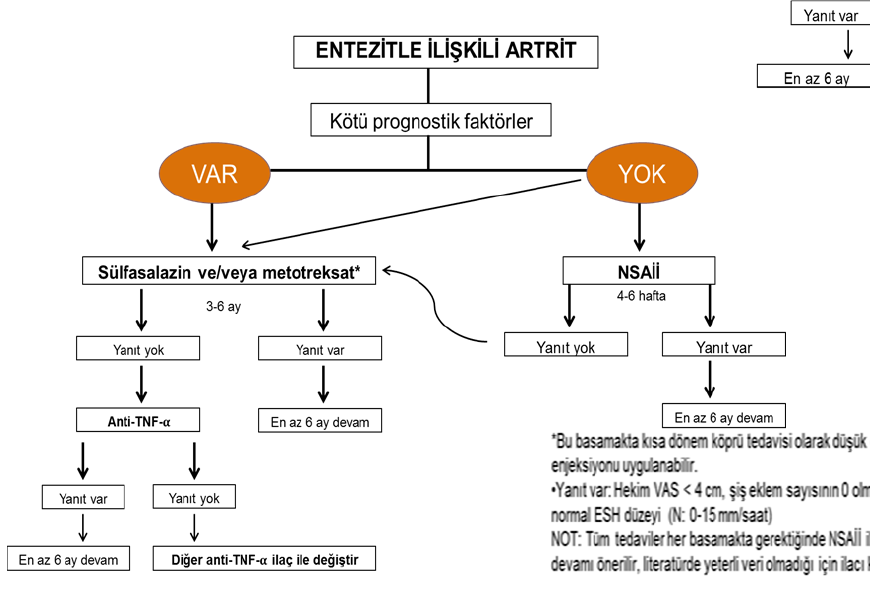 Yanıt var
En az 6 ay
ENTEZİTLE İLİŞKİLİ ARTRİT
Kötü prognostik faktörler
VAR
YOK
Sülfasalazin ve/veya metotreksat*
NSAİİ
3-6 ay
4-6 hafta
Yanıt yok
Yanıt var
Yanıt yok
Yanıt var
Anti-TNF-α
En az 6 ay devam
En az 6 ay devam
Yanıt var
Yanıt yok
En az 6 ay devam
Diğer anti-TNF-α ilaç ile değiştir
*Bu basamakta kısa dönem köprü tedavisi olarak düşük
enjeksiyonu uygulanabilir.
•Yanıt var: Hekim VAS < 4 cm, şiş eklem sayısının 0 olm
normal ESH düzeyi (N: 0-15 mm/saat)
NOT: Tüm tedaviler her basamakta gerektiğinde NSAİİ il
devamı önerilir, literatürde yeterli veri olmadığı için ilacı